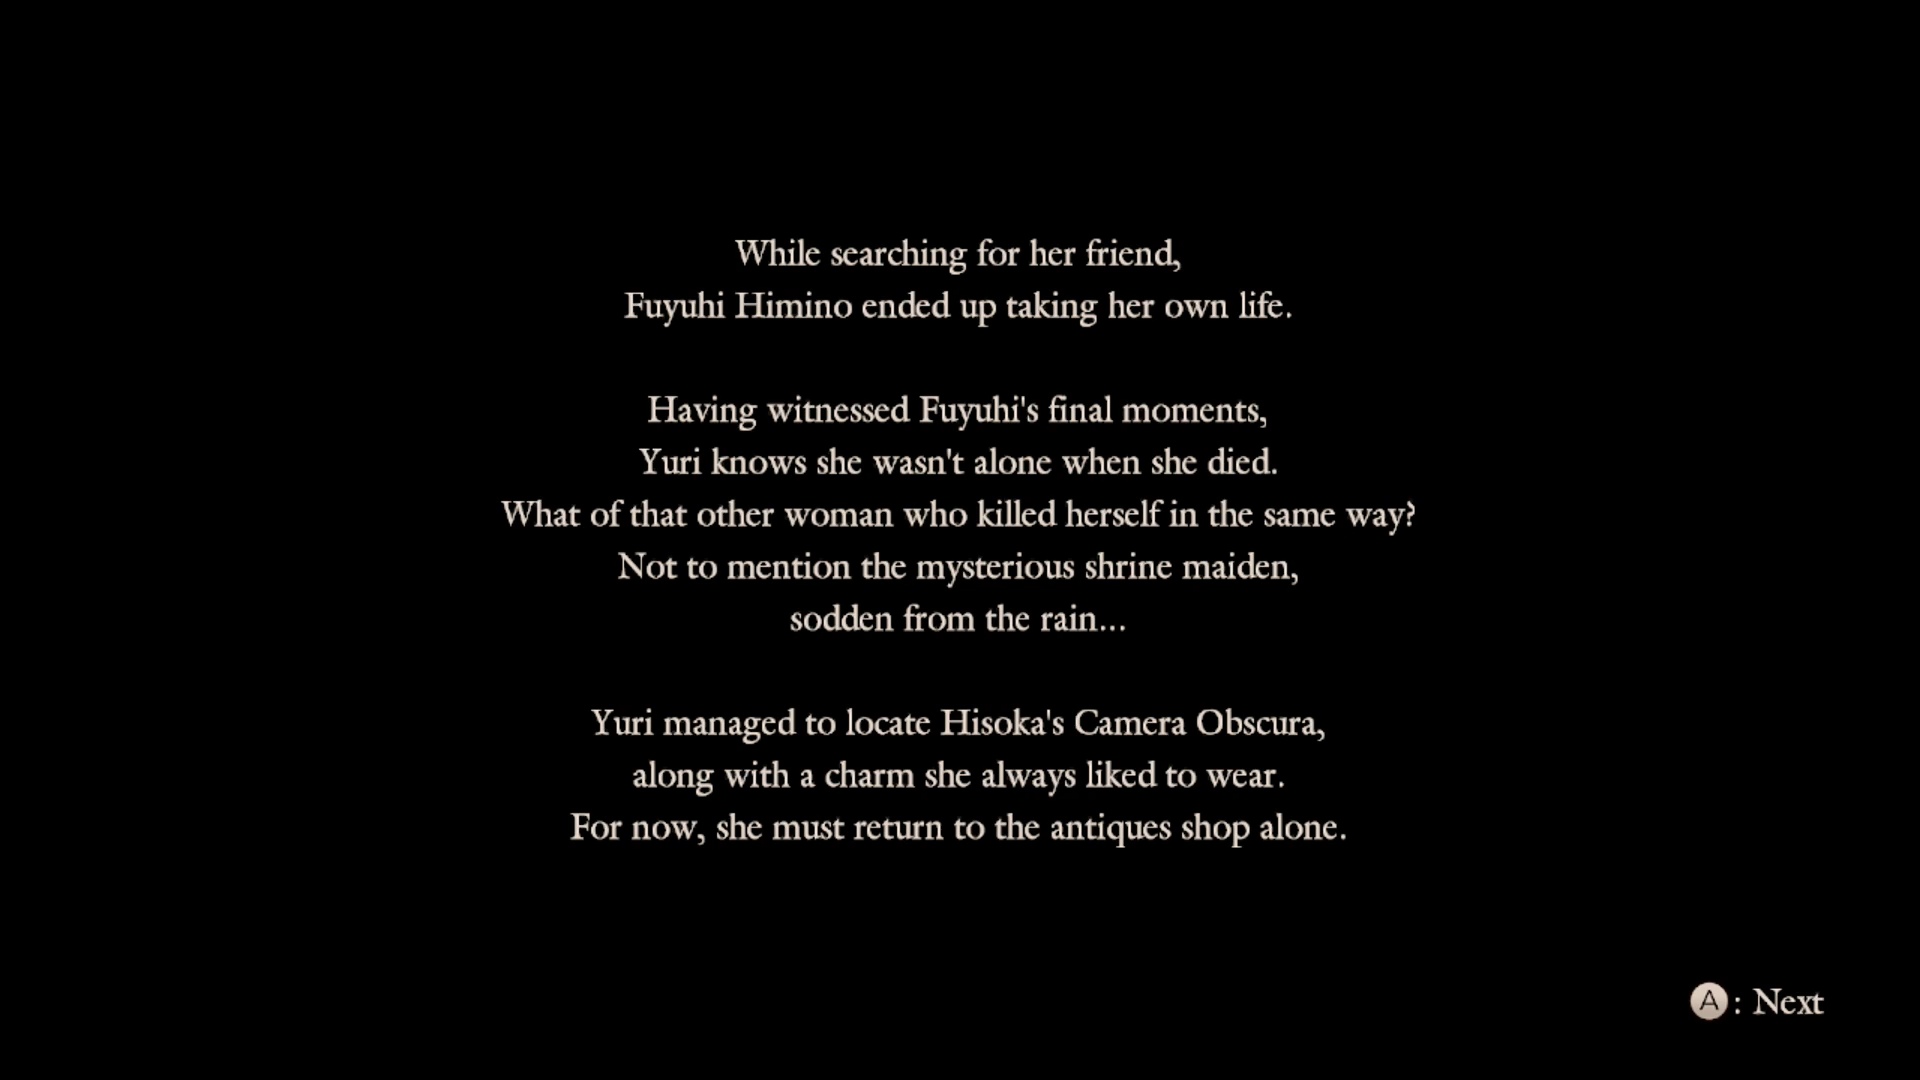 While searching for her friend,
Fuyuhi Himino ended up taking her own life.
Having witnessed Fuyuhi's final moments,
Yuri knows she wasn't alone when she died.
What of that other woman who killed herself in the same way?
Not to mention the mysterious shrine maiden,
sodden from the rain...
Yuri managed to locate Hisoka's Camera Obscura,
along with a charm she always liked to wear.
For now, she must return to the antiques shop alone.
A : Next